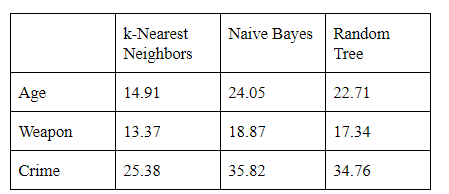 k-Nearest Naive Bayes Random
Neighbors Tree
Age 14.91 24.05 22.71
Weapon 13.37 18.87 17.34
Crime 25.38 35.82 34.76